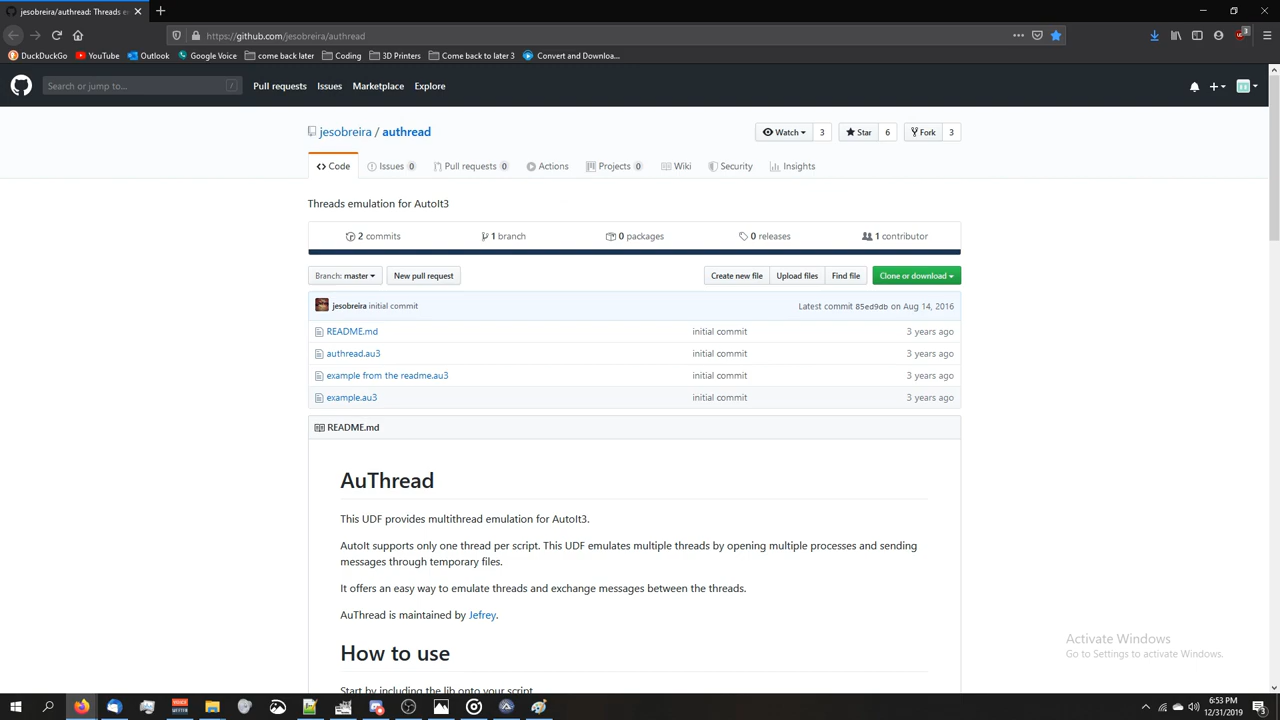 jesobreira/authread: Threads e
https://github.com/jesobreira/authread
DuckDuckGo YouTube Outlook Google Voice come back later Coding 3D Printers Come back to later 3 Convert and Downloa...
Search or jump to... / Pull requests Issues Marketplace Explore
jesobreira / authread Watch 3 Star 6 Fork 3
Code Issues 0 Pull requests 0 Actions Projects 0 Wiki Security Insights
Threads emulation for AutoIt3
2 commits 1 branch 0 packages 0 releases 1 contributor
Branch: master New pull request Create new file Upload files Find file Clone or download
jesobreira initial commit Latest commit 85ed9db on Aug 14, 2016
README.md initial commit 3 years ago
authread.au3 initial commit 3 years ago
example from the readme.au3 initial commit 3 years ago
example.au3 initial commit 3 years ago
README.md
AuThread
This UDF provides multithread emulation for AutoIt3.
AutoIt supports only one thread per script. This UDF emulates multiple threads by opening multiple processes and sending
messages through temporary files.
It offers an easy way to emulate threads and exchange messages between the threads.
AuThread is maintained by Jefrey.
How to use
Start by including the lib onto your script
Activate Windows
Go to Settings to activate Windows.
6:53 PM
12/31/2019